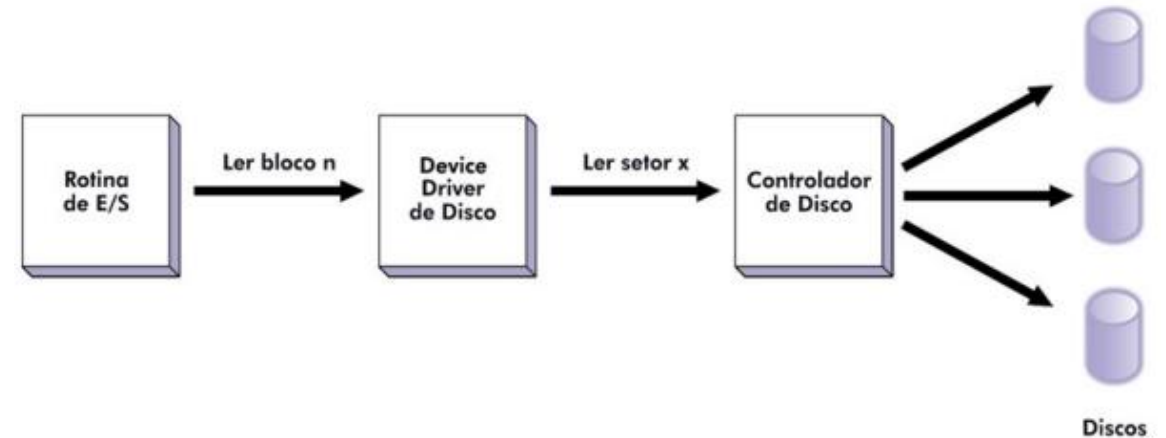 Rotina
de E/S
Ler bloco n
Device
Driver
de Disco
Ler setor x
Controlador
de Disco
Discos